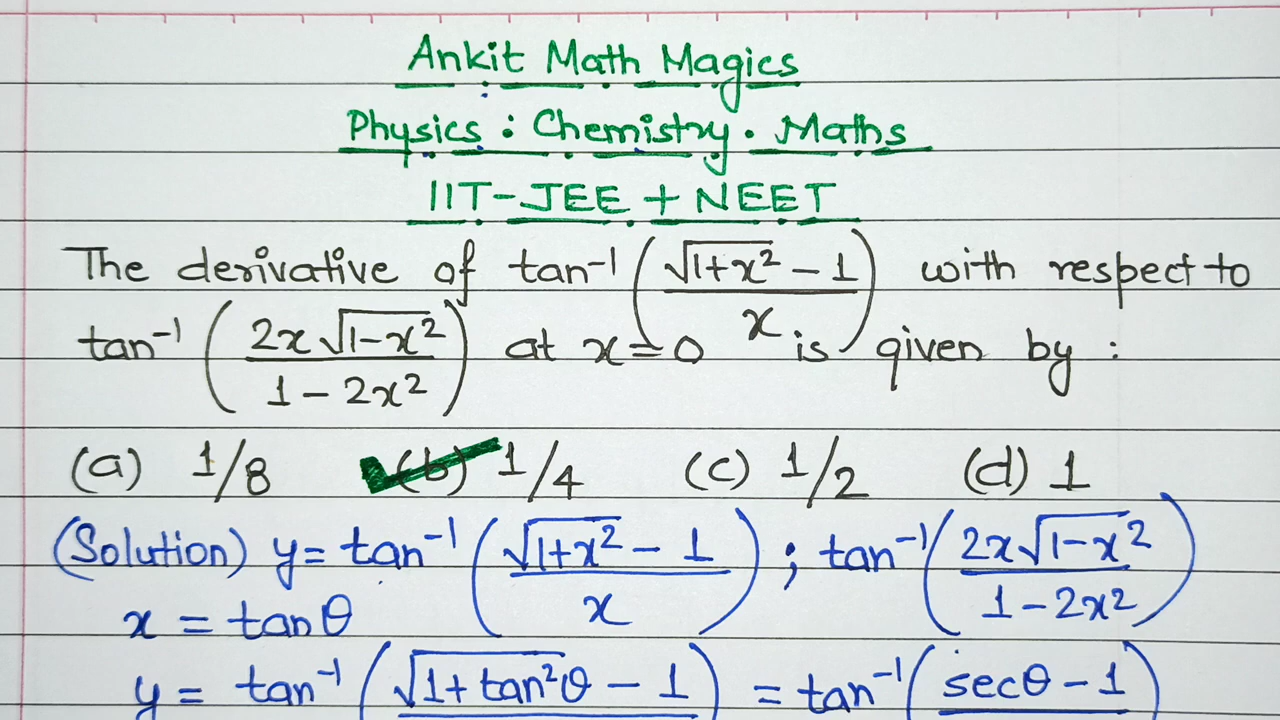 Ankit Math Magics
Physics : Chemistry. Maths
IIT-JEE + NEET
The derivative of tan⁻¹((√(1+x²) - 1)/x) with respect to
tan⁻¹((2x√(1-x²))/(1-2x²)) at x=0 is given by :
(a) 1/8 (b) 1/4 (c) 1/2 (d) 1
(Solution) y= tan⁻¹((√(1+x²) - 1)/x) ; tan⁻¹((2x√(1-x²))/(1-2x²))
x = tanθ
y = tan⁻¹(√(1+tan²θ) - 1) = tan⁻¹(secθ - 1)